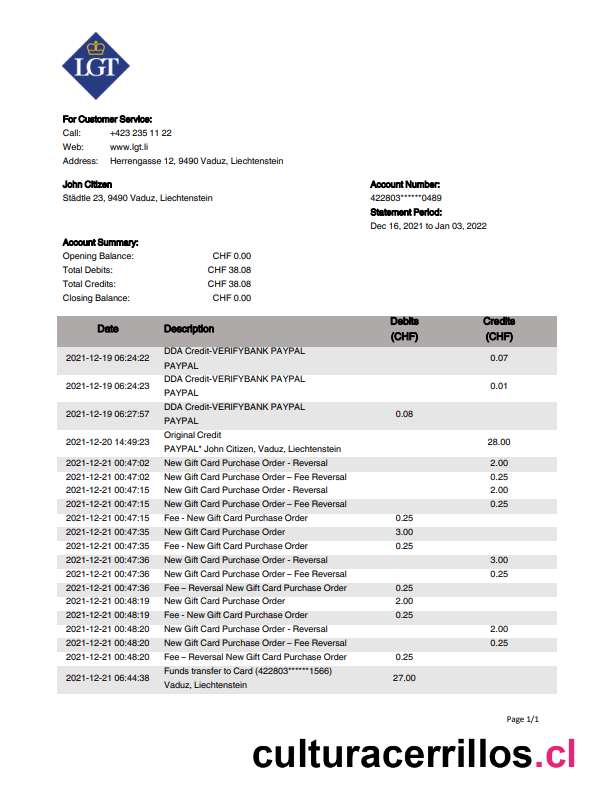 LGT
For Customer Service:
Call: +423 235 11 22
Web: www.lgt.li
Address: Herrengasse 12, 9490 Vaduz, Liechtenstein
John Citizen Account Number:
Städtle 23, 9490 Vaduz, Liechtenstein 422803******0489
Statement Period:
Dec 16, 2021 to Jan 03, 2022
Account Summary:
Opening Balance: CHF 0.00
Total Debits: CHF 38.08
Total Credits: CHF 38.08
Closing Balance: CHF 0.00
Date Description Debits (CHF) Credits (CHF)
2021-12-19 06:24:22 DDA Credit-VERIFYBANK PAYPAL 0.07
PAYPAL
2021-12-19 06:24:23 DDA Credit-VERIFYBANK PAYPAL 0.01
PAYPAL
2021-12-19 06:27:57 DDA Credit-VERIFYBANK PAYPAL 0.08
PAYPAL
2021-12-20 14:49:23 Original Credit 28.00
PAYPAL* John Citizen, Vaduz, Liechtenstein
2021-12-21 00:47:02 New Gift Card Purchase Order - Reversal 2.00
2021-12-21 00:47:02 New Gift Card Purchase Order – Fee Reversal 0.25
2021-12-21 00:47:15 New Gift Card Purchase Order - Reversal 2.00
2021-12-21 00:47:15 New Gift Card Purchase Order – Fee Reversal 0.25
2021-12-21 00:47:15 Fee - New Gift Card Purchase Order 0.25
2021-12-21 00:47:35 New Gift Card Purchase Order 3.00
2021-12-21 00:47:35 Fee - New Gift Card Purchase Order 0.25
2021-12-21 00:47:36 New Gift Card Purchase Order - Reversal 3.00
2021-12-21 00:47:36 New Gift Card Purchase Order – Fee Reversal 0.25
2021-12-21 00:47:36 Fee – Reversal New Gift Card Purchase Order 0.25
2021-12-21 00:48:19 New Gift Card Purchase Order 2.00
2021-12-21 00:48:19 Fee - New Gift Card Purchase Order 0.25
2021-12-21 00:48:20 New Gift Card Purchase Order - Reversal 2.00
2021-12-21 00:48:20 New Gift Card Purchase Order – Fee Reversal 0.25
2021-12-21 00:48:20 Fee – Reversal New Gift Card Purchase Order 0.25
2021-12-21 06:44:38 Funds transfer to Card (422803******1566) 27.00
Vaduz, Liechtenstein
Page 1/1
culturacerrillos.cl